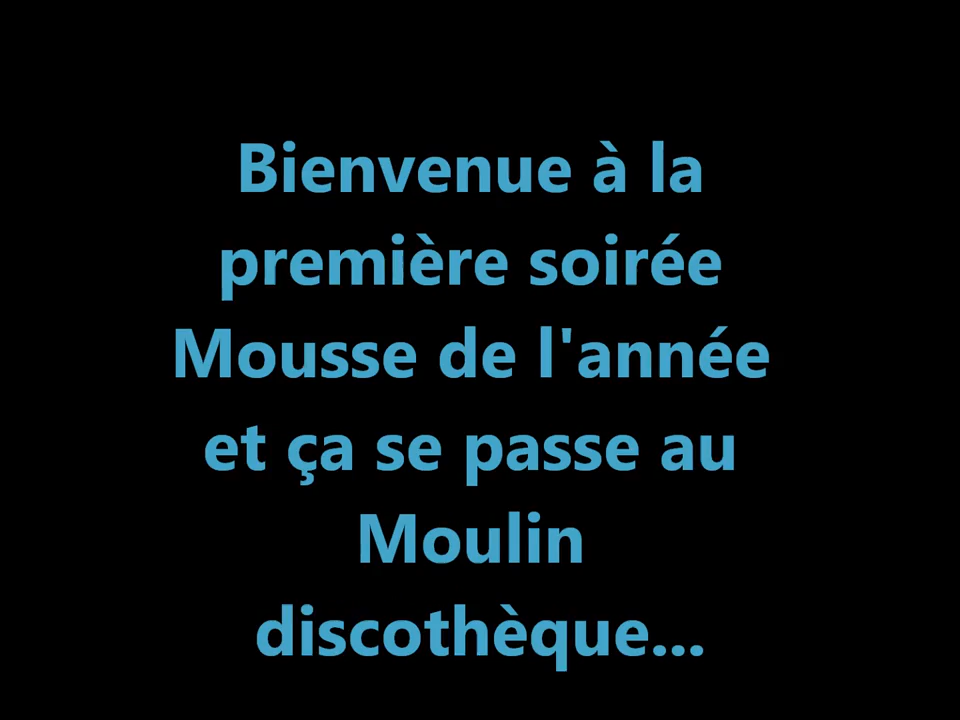 Bienvenue à la
première soirée
Mousse de l'année
et ça se passe au
Moulin
discothèque...